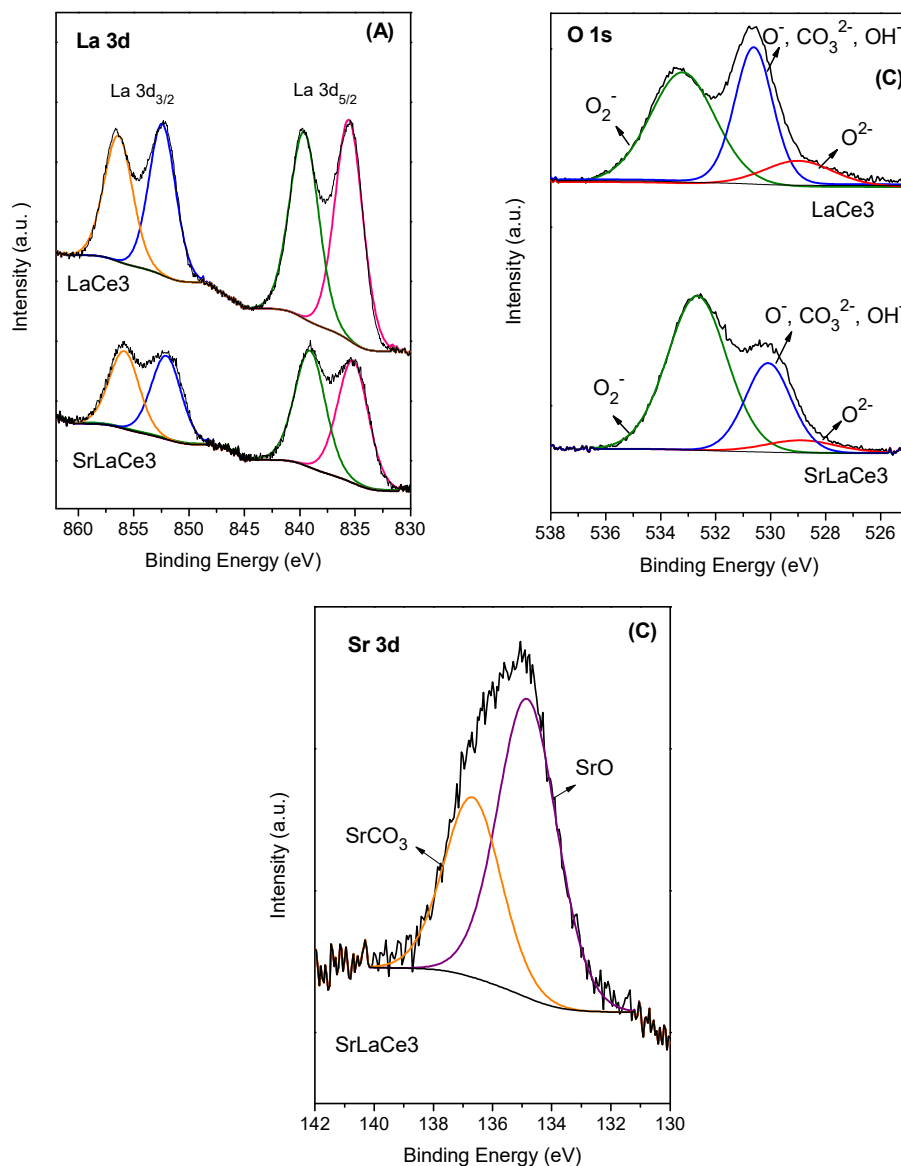 La 3d
(A)
La 3d3/2
La 3d5/2
LaCe3
SrLaCe3
Intensity (a.u.)
860 855 850 845 840 835 830
Binding Energy (eV)
O 1s
O⁻, CO₃²⁻, OH⁻
(C)
O₂⁻
O²⁻
LaCe3
O⁻, CO₃²⁻, OH⁻
O₂⁻
O²⁻
SrLaCe3
Intensity (a.u.)
538 536 534 532 530 528 526
Binding Energy (eV)
Sr 3d
(C)
SrO
SrCO₃
SrLaCe3
Intensity (a.u.)
142 140 138 136 134 132 130
Binding Energy (eV)